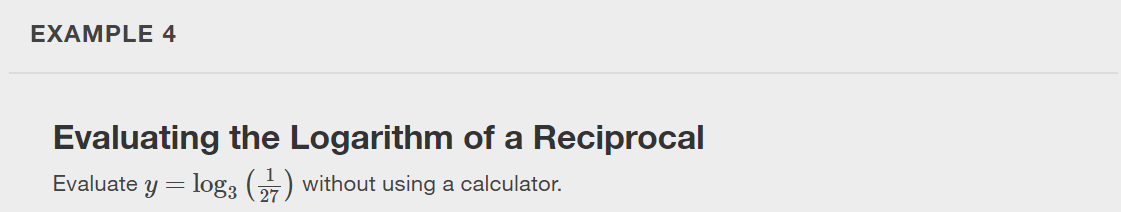 EXAMPLE 4
Evaluating the Logarithm of a Reciprocal
Evaluate y = log₃ (1/27) without using a calculator.